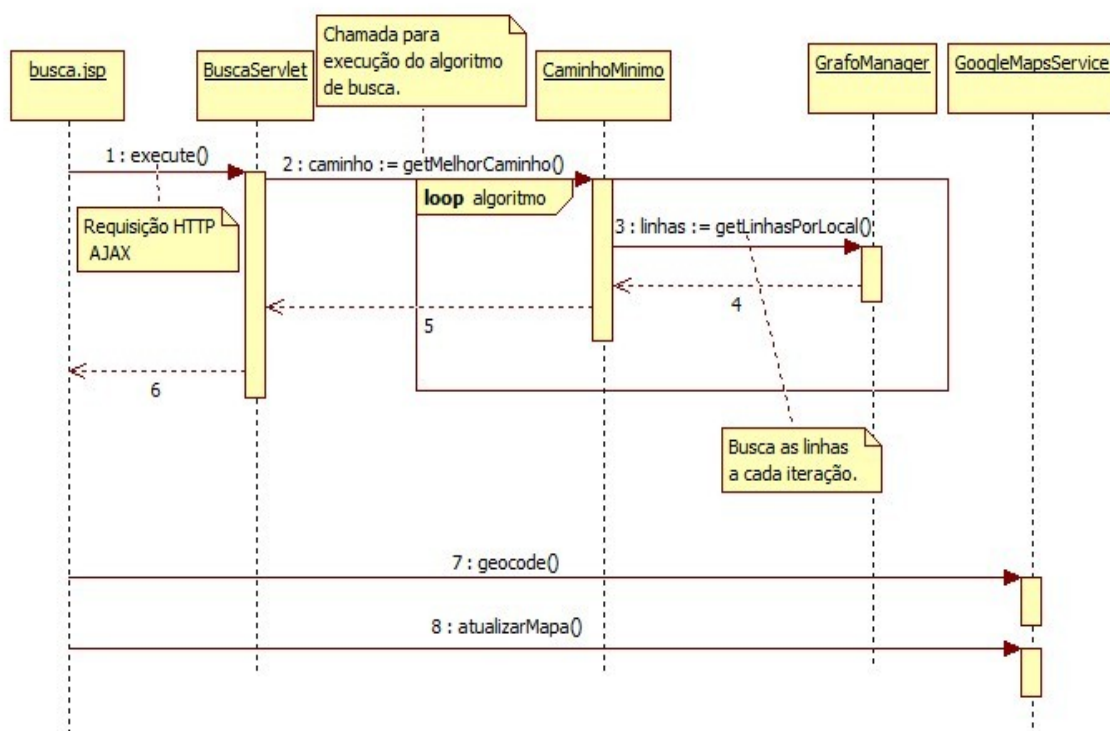 Chamada para
execução do algoritmo
de busca.
busca.jsp
BuscaServlet
CaminhoMinimo
GrafoManager
GoogleMapsService
1 : execute()
2 : caminho := getMelhorCaminho()
loop algoritmo
Requisição HTTP
AJAX
3 : linhas := getLinhasPorLocal()
4
5
6
Busca as linhas
a cada iteração.
7 : geocode()
8 : atualizarMapa()